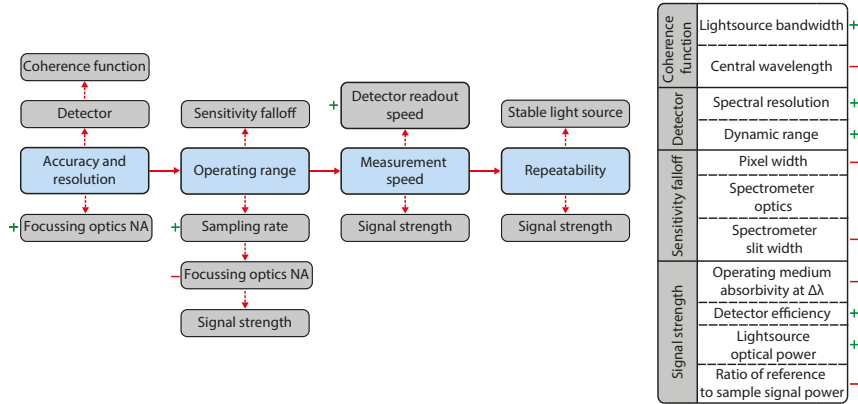 Coherence function
Detector
Accuracy and
resolution
+ Focussing optics NA
Sensitivity falloff
Operating range
+ Sampling rate
– Focussing optics NA
Signal strength
+ Detector readout
speed
Measurement
speed
Signal strength
Stable light source
Repeatability
Signal strength
Coherence
function
Lightsource bandwidth +
Central wavelength –
Detector
Spectral resolution +
Dynamic range +
Sensitivity falloff
Pixel width –
Spectrometer
optics
Spectrometer
slit width –
Signal strength
Operating medium
absorbivity at Δλ –
Detector efficiency +
Lightsource
optical power +
Ratio of reference
to sample signal power –